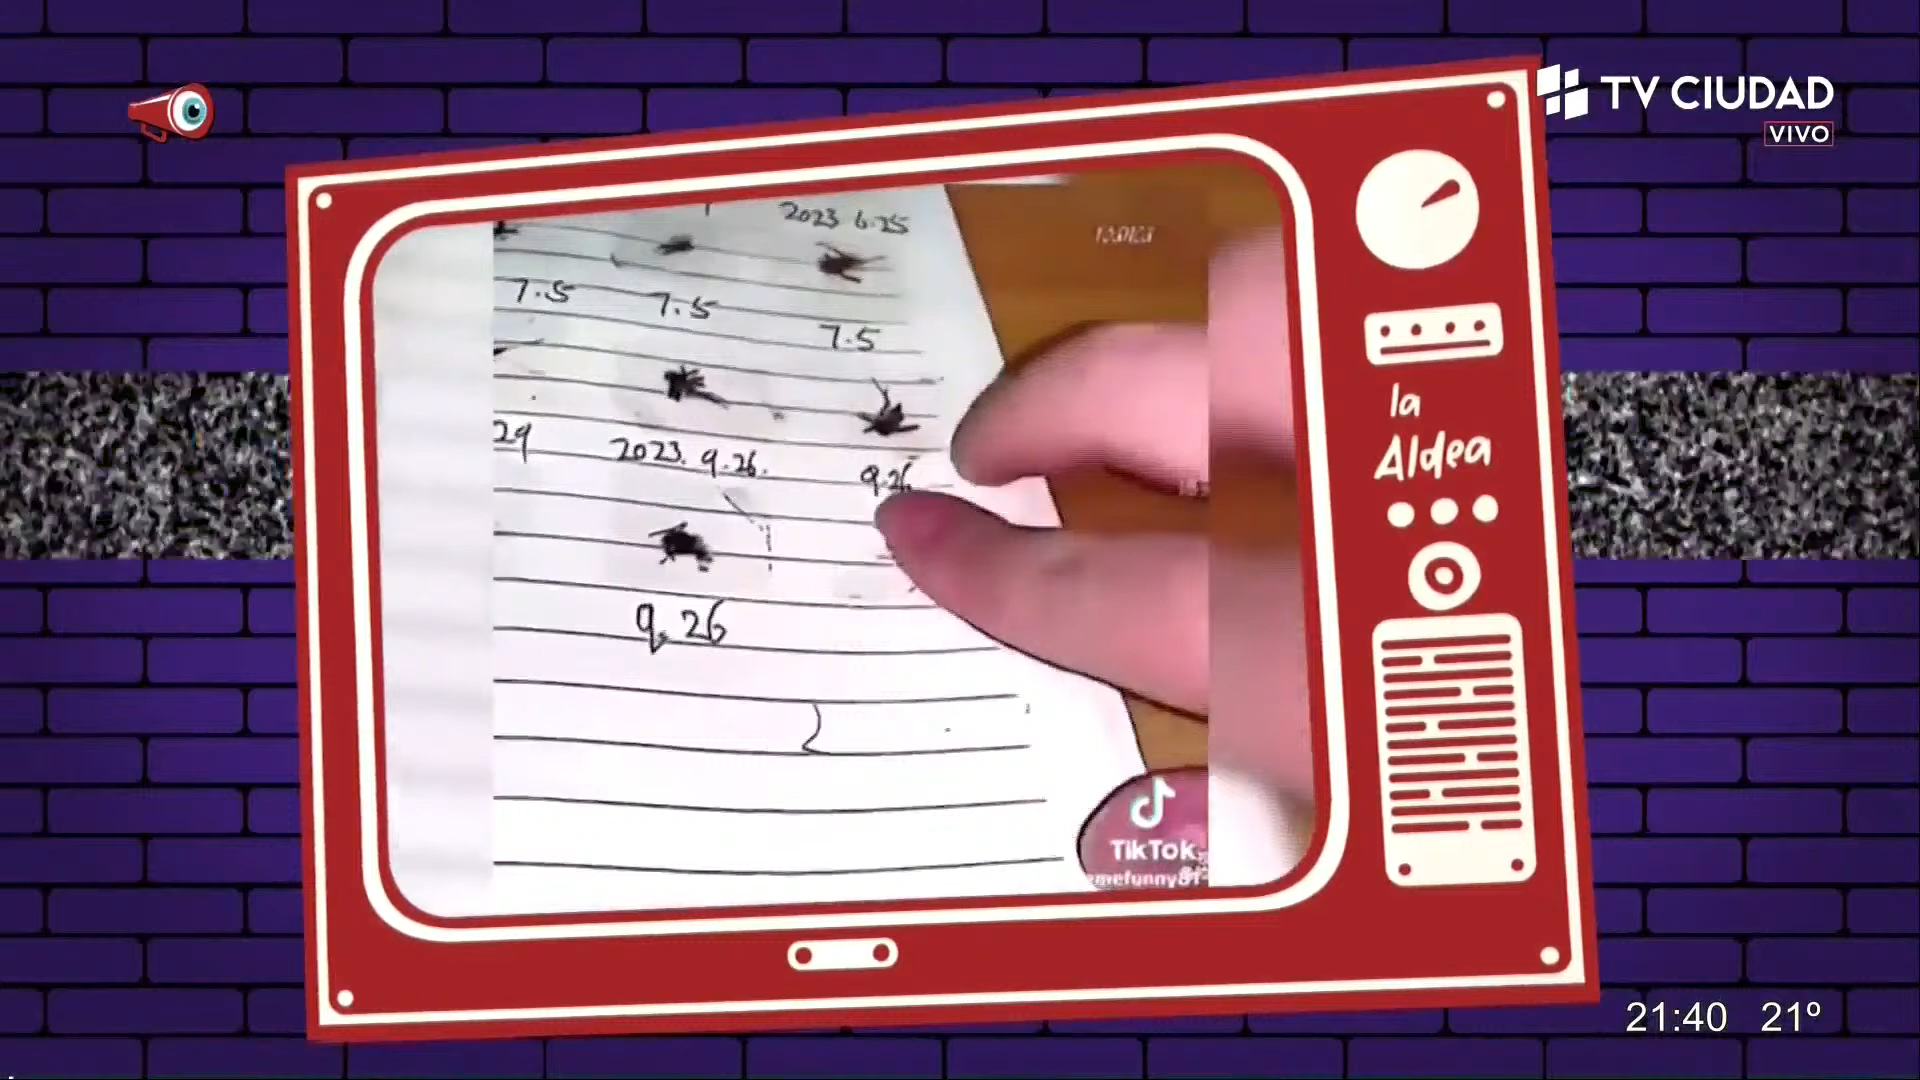 TV CIUDAD
VIVO
2023 6.25
7.5 7.5 7.5
29 2023. 9.26. 9.26
9.26
la
Aldea
TikTok
21:40 21º